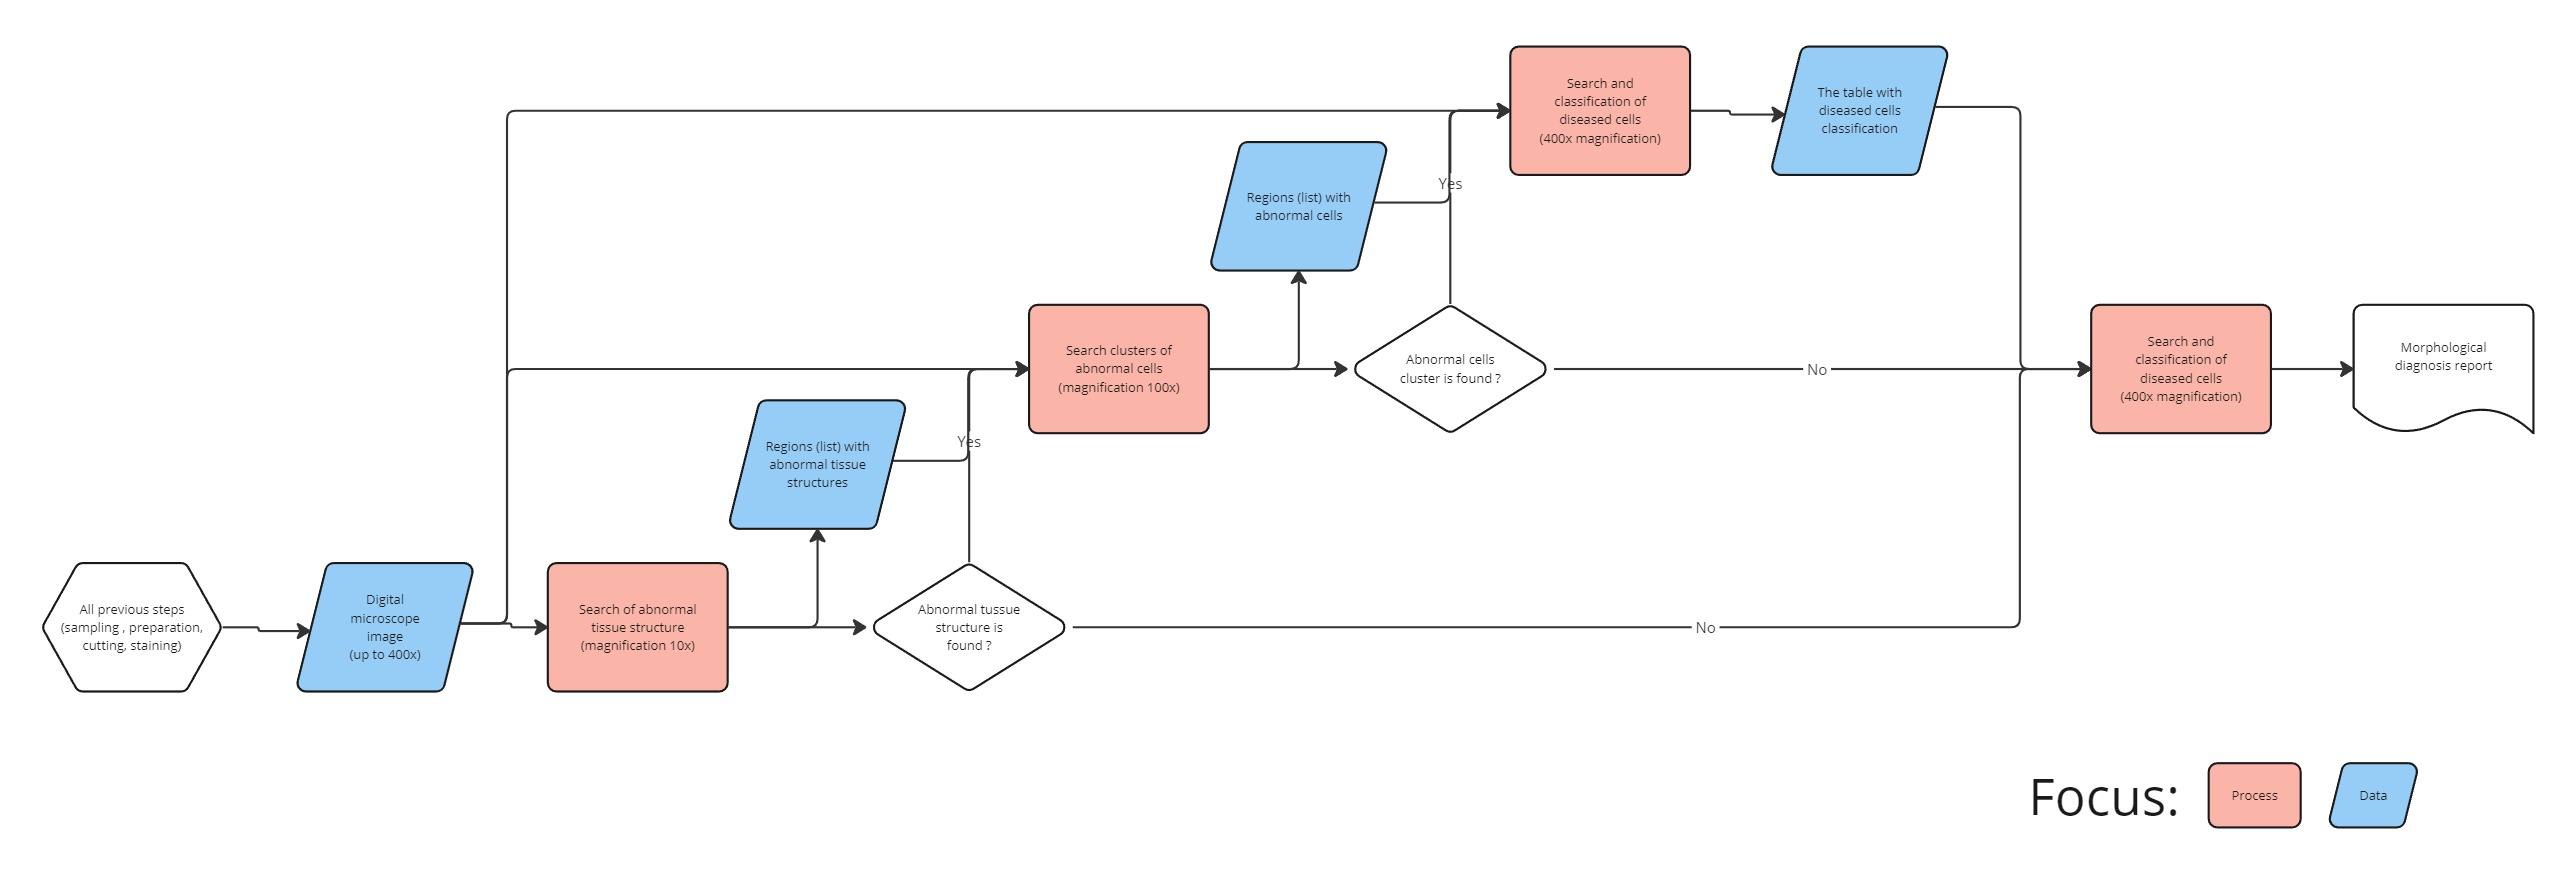 Search and
classification of
diseased cells
(400x magnification)
The table with
diseased cells
classification
Regions (list) with
abnormal cells
Yes
Search clusters of
abnormal cells
(magnification 100x)
Abnormal cells
cluster is found ?
No
Search and
classification of
diseased cells
(400x magnification)
Morphological
diagnosis report
Regions (list) with
abnormal tissue
structures
Yes
All previous steps
(sampling , preparation,
cutting, staining)
Digital
microscope
image
(up to 400x)
Search of abnormal
tissue structure
(magnification 10x)
Abnormal tussue
structure is
found ?
No
Focus:
Process
Data